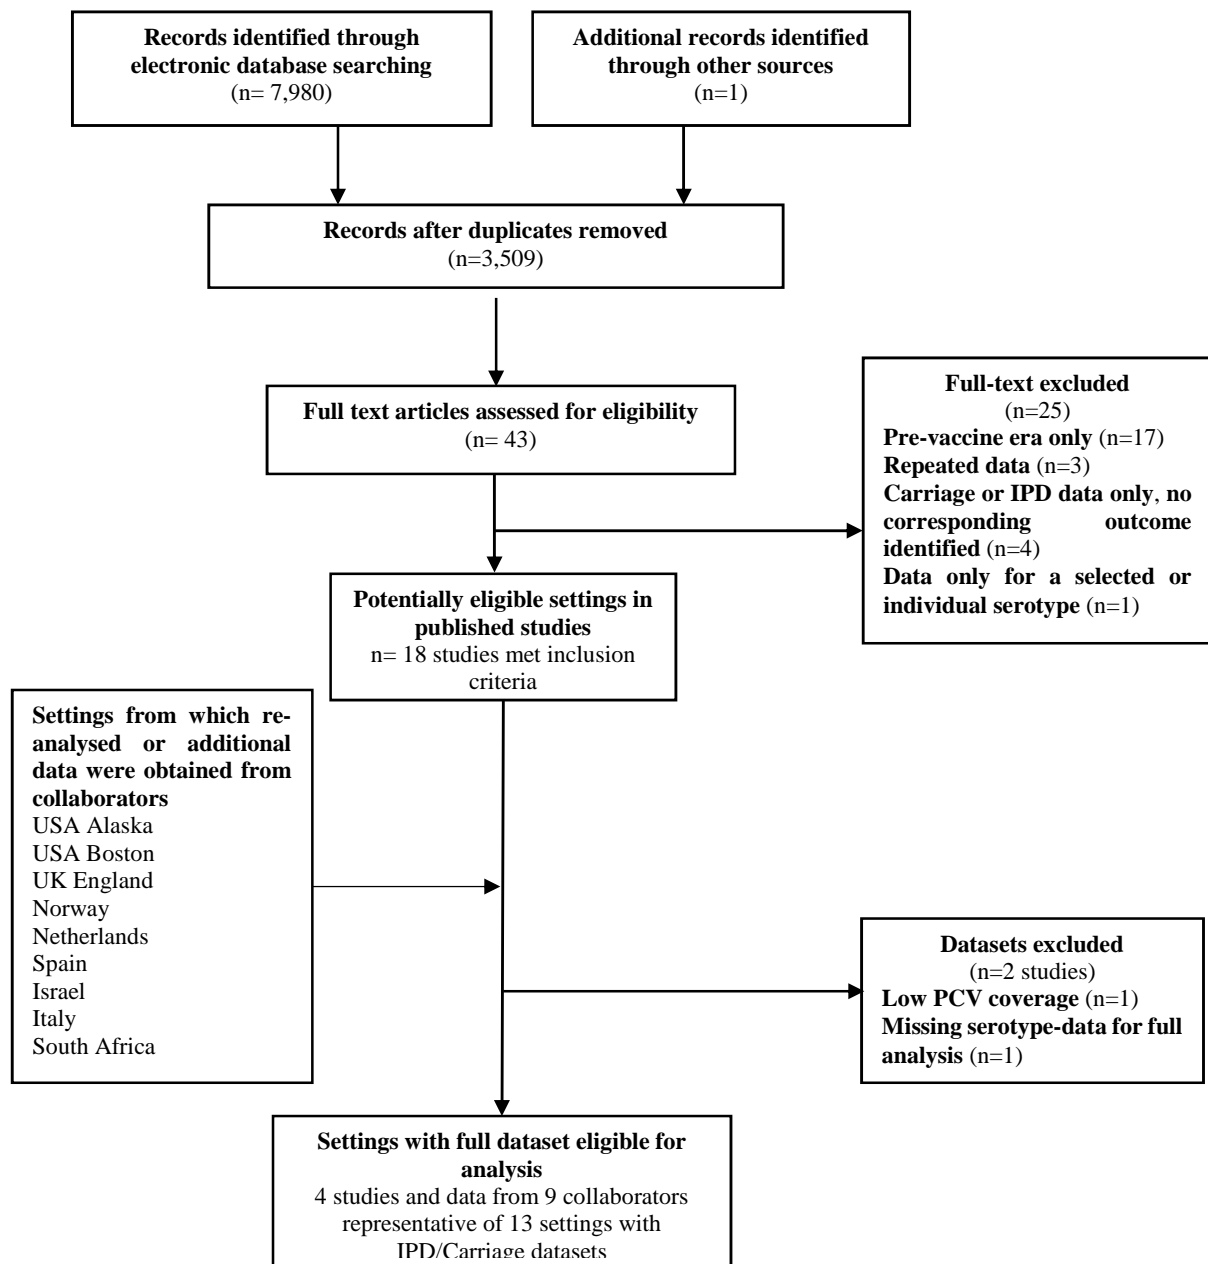 Records identified through
electronic database searching
(n= 7,980)
Additional records identified
through other sources
(n=1)
Records after duplicates removed
(n=3,509)
Full text articles assessed for eligibility
(n= 43)
Full-text excluded
(n=25)
Pre-vaccine era only (n=17)
Repeated data (n=3)
Carriage or IPD data only, no
corresponding outcome
identified (n=4)
Data only for a selected or
individual serotype (n=1)
Potentially eligible settings in
published studies
n= 18 studies met inclusion
criteria
Settings from which re-
analysed or additional
data were obtained from
collaborators
USA Alaska
USA Boston
UK England
Norway
Netherlands
Spain
Israel
Italy
South Africa
Datasets excluded
(n=2 studies)
Low PCV coverage (n=1)
Missing serotype-data for full
analysis (n=1)
Settings with full dataset eligible for
analysis
4 studies and data from 9 collaborators
representative of 13 settings with
IPD/Carriage datasets